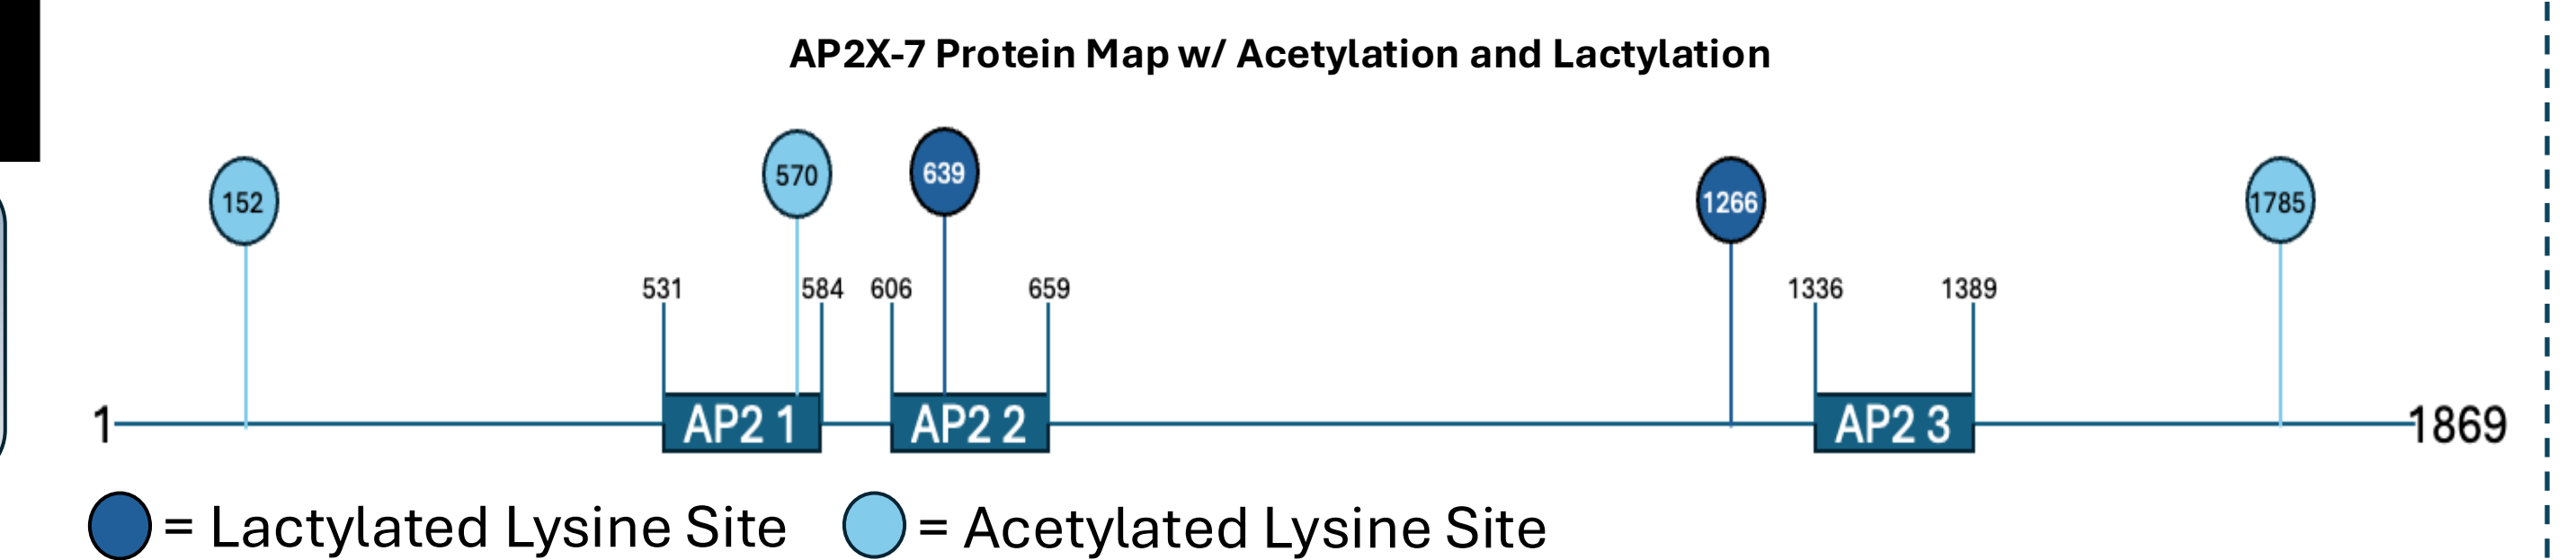 AP2X-7 Protein Map w/ Acetylation and Lactylation
152 570 639 1266 1785
531 584 606 659 1336 1389
1 AP2 1 AP2 2 AP2 3 1869
= Lactylated Lysine Site = Acetylated Lysine Site